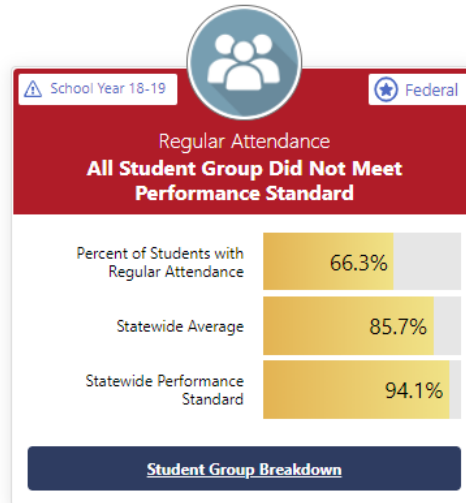 School Year 18-19
Federal
Regular Attendance
All Student Group Did Not Meet
Performance Standard
Percent of Students with
Regular Attendance
66.3%
Statewide Average
85.7%
Statewide Performance
Standard
94.1%
Student Group Breakdown